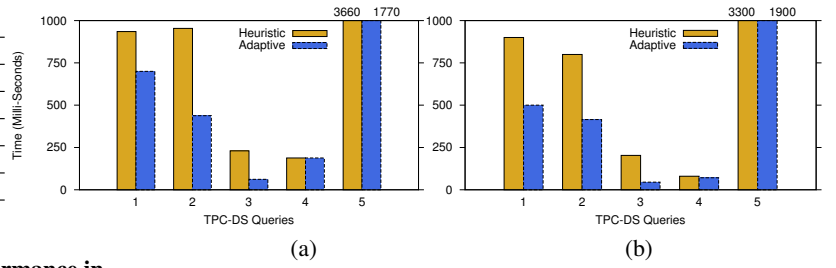 3660 1770
1000
750
500
250
0
Time (Milli-Seconds)
Heuristic
Adaptive
1 2 3 4 5
TPC-DS Queries
(a)
3300 1900
1000
750
500
250
0
Heuristic
Adaptive
1 2 3 4 5
TPC-DS Queries
(b)